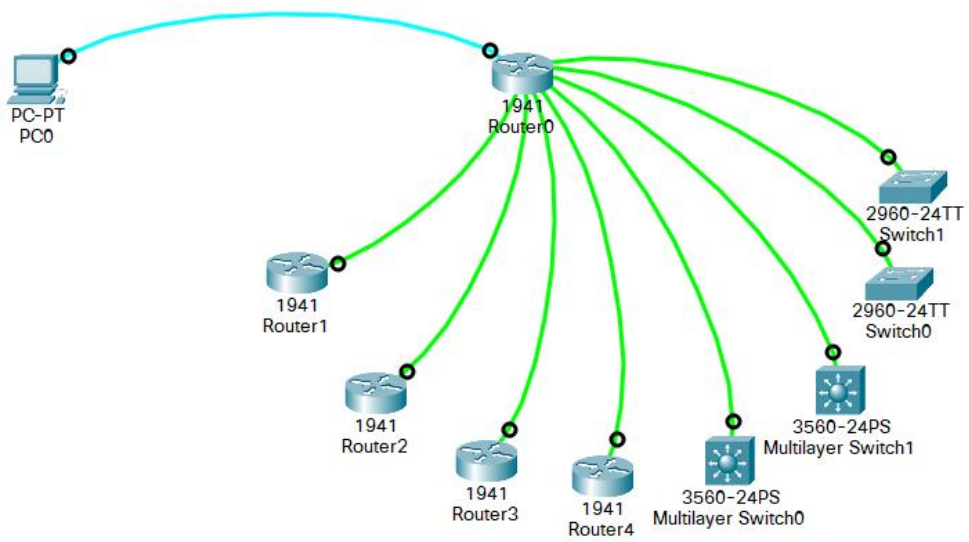 PC-PT
PC0
1941
Router0
2960-24TT
Switch1
2960-24TT
Switch0
1941
Router1
1941
Router2
3560-24PS
Multilayer Switch1
1941
Router3
1941
Router4
3560-24PS
Multilayer Switch0